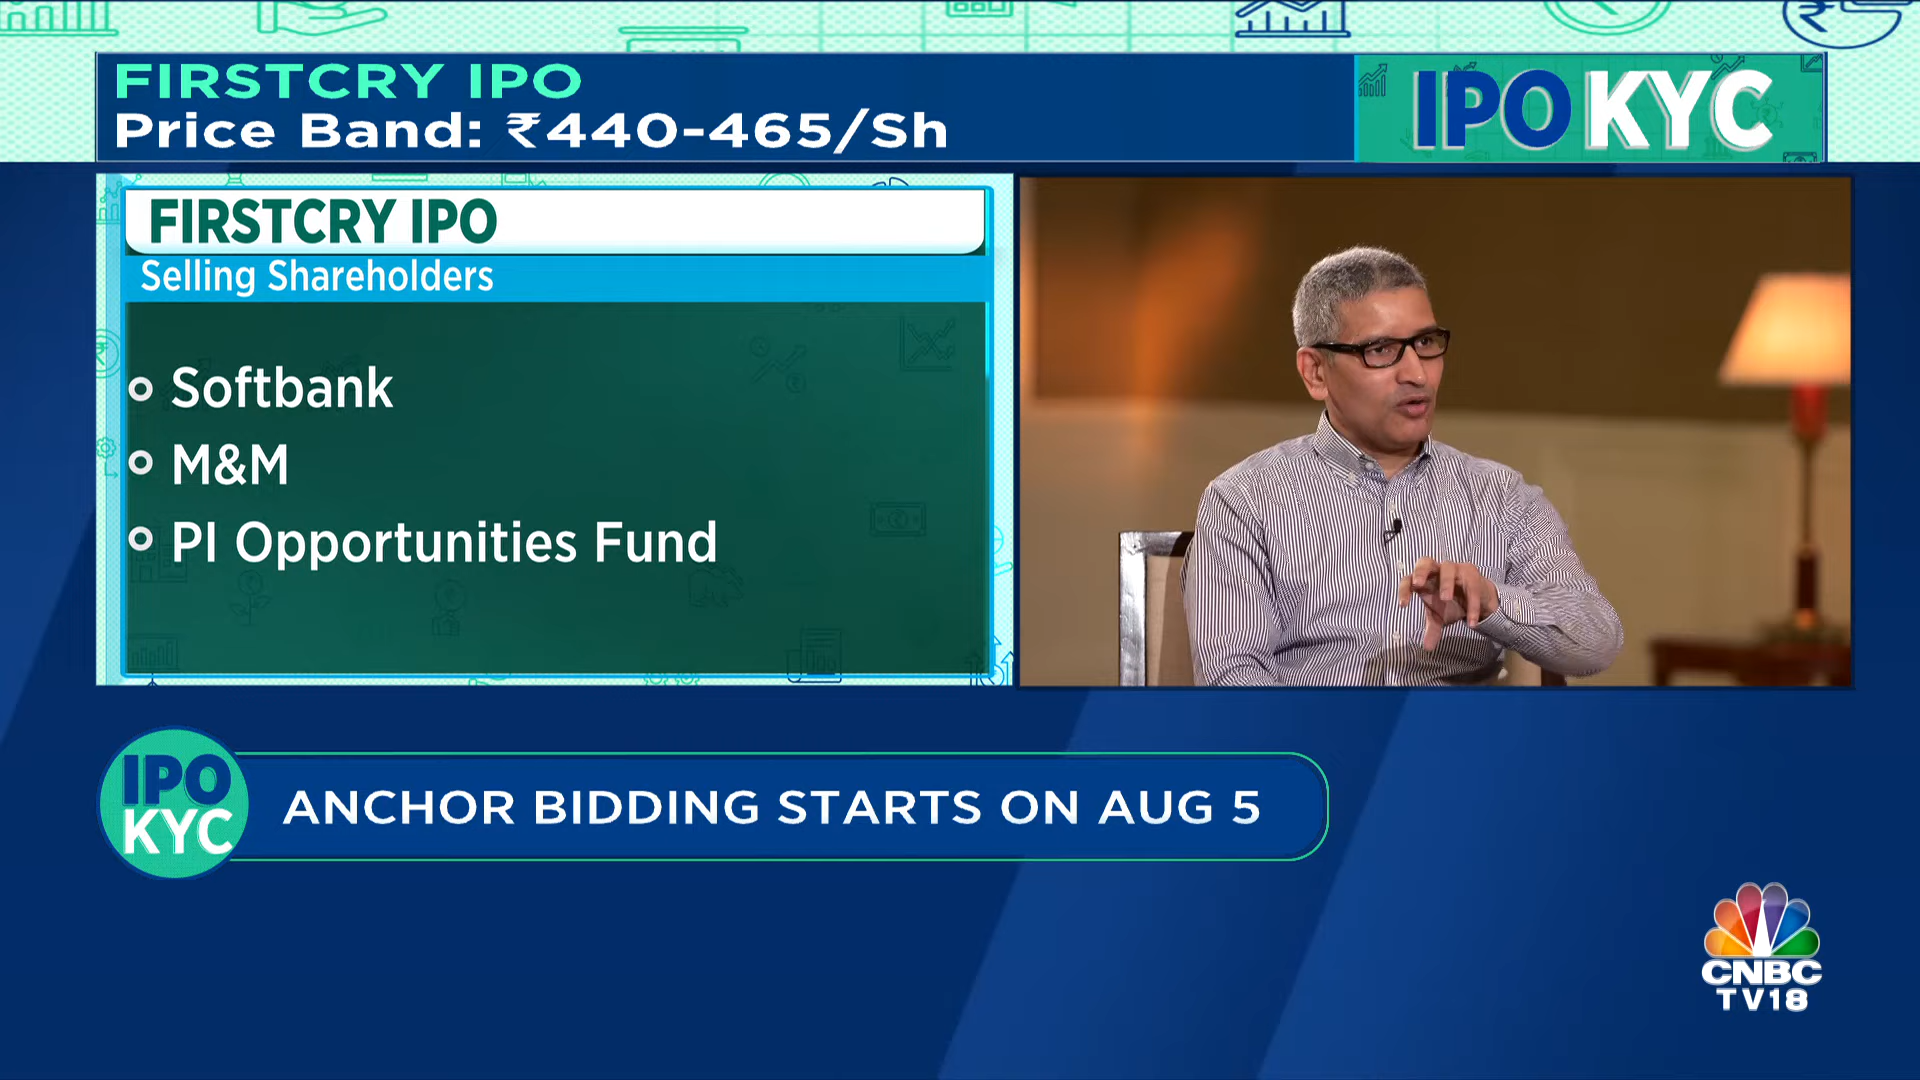 FIRSTCRY IPO
Price Band: ₹440-465/Sh
IPO KYC
FIRSTCRY IPO
Selling Shareholders
Softbank
M&M
PI Opportunities Fund
IPO
KYC
ANCHOR BIDDING STARTS ON AUG 5
CNBC
TV18